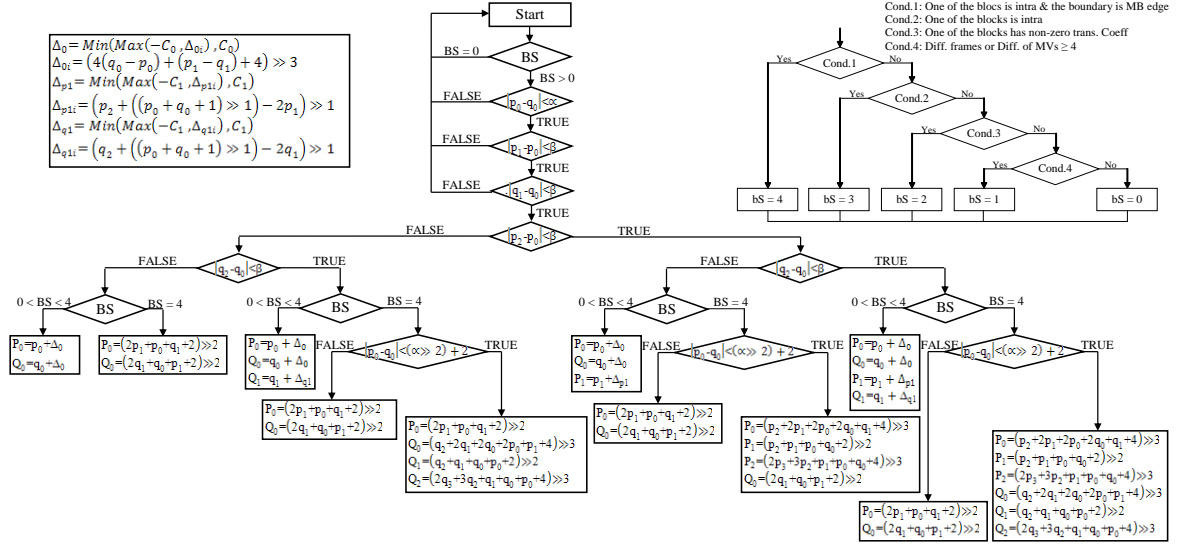 Cond.1: One of the blocs is intra & the boundary is MB edge
Cond.2: One of the blocks is intra
Cond.3: One of the blocks has non-zero trans. Coeff
Cond.4: Diff. frames or Diff. of MVs ≥ 4
Δ₀= Min(Max(−C₀ ,Δ₀ᵢ) , C₀)
Δ₀ᵢ= (4(q₀ − p₀) + (p₁ − q₁) + 4) ≫ 3
Δp1= Min(Max(−C₁ ,Δp1i) , C₁)
Δp1i= (p₂ + ((p₀ + q₀ + 1) ≫ 1) − 2p₁) ≫ 1
Δq1= Min(Max(−C₁ ,Δq1i) , C₁)
Δq1i= (q₂ + ((p₀ + q₀ + 1) ≫ 1) − 2q₁) ≫ 1
Start
BS = 0
BS
BS > 0
FALSE
|p₀-q₀|<∝
TRUE
FALSE
|p₁-p₀|<β
TRUE
FALSE
|q₁-q₀|<β
TRUE
FALSE
|p₂-p₀|<β
TRUE
Yes
Cond.1
No
Yes
Cond.2
No
Yes
Cond.3
No
Yes
Cond.4
No
bS = 4
bS = 3
bS = 2
bS = 1
bS = 0
FALSE
|q₂-q₀|<β
TRUE
FALSE
|q₂-q₀|<β
TRUE
0 < BS < 4
BS
BS = 4
0 < BS < 4
BS
BS = 4
0 < BS < 4
BS
BS = 4
0 < BS < 4
BS
BS = 4
P₀=p₀+Δ₀
Q₀=q₀+Δ₀
P₀=(2p₁+p₀+q₁+2)≫2
Q₀=(2q₁+q₀+p₁+2)≫2
P₀=p₀ + Δ₀
Q₀=q₀ + Δ₀
Q₁=q₁ + Δq1
FALSE
|p₀-q₀|<(∝≫ 2) + 2
TRUE
P₀=(2p₁+p₀+q₁+2)≫2
Q₀=(2q₁+q₀+p₁+2)≫2
P₀=(2p₁+p₀+q₁+2)≫2
Q₀=(q₂+2q₁+2q₀+2p₀+p₁+4)≫3
Q₁=(q₂+q₁+q₀+p₀+2)≫2
Q₂=(2q₃+3q₂+q₁+q₀+p₀+4)≫3
P₀=p₀+Δ₀
Q₀=q₀+Δ₀
P₁=p₁+Δp1
FALSE
|p₀-q₀|<(∝≫ 2) + 2
TRUE
P₀=(2p₁+p₀+q₁+2)≫2
Q₀=(2q₁+q₀+p₁+2)≫2
P₀=(p₂+2p₁+2p₀+2q₀+q₁+4)≫3
P₁=(p₂+p₁+p₀+q₀+2)≫2
P₂=(2p₃+3p₂+p₁+p₀+q₀+4)≫3
Q₀=(2q₁+q₀+p₁+2)≫2
P₀=p₀ + Δ₀
Q₀=q₀ + Δ₀
P₁=p₁ + Δp1
Q₁=q₁ + Δq1
FALSE
|p₀-q₀|<(∝≫ 2) + 2
TRUE
P₀=(2p₁+p₀+q₁+2)≫2
Q₀=(2q₁+q₀+p₁+2)≫2
P₀=(p₂+2p₁+2p₀+2q₀+q₁+4)≫3
P₁=(p₂+p₁+p₀+q₀+2)≫2
P₂=(2p₃+3p₂+p₁+p₀+q₀+4)≫3
Q₀=(q₂+2q₁+2q₀+2p₀+p₁+4)≫3
Q₁=(q₂+q₁+q₀+p₀+2)≫2
Q₂=(2q₃+3q₂+q₁+q₀+p₀+4)≫3